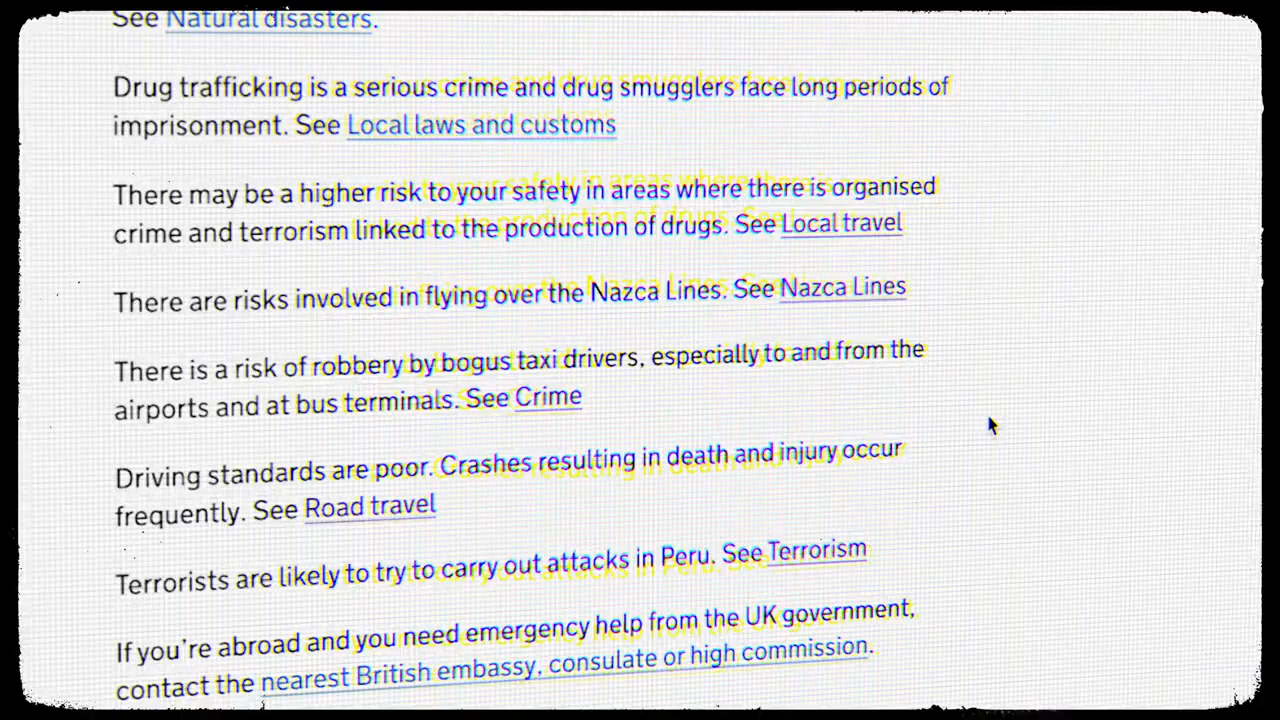 See Natural disasters.
Drug trafficking is a serious crime and drug smugglers face long periods of
imprisonment. See Local laws and customs
There may be a higher risk to your safety in areas where there is organised
crime and terrorism linked to the production of drugs. See Local travel
There are risks involved in flying over the Nazca Lines. See Nazca Lines
There is a risk of robbery by bogus taxi drivers, especially to and from the
airports and at bus terminals. See Crime
Driving standards are poor. Crashes resulting in death and injury occur
frequently. See Road travel
Terrorists are likely to try to carry out attacks in Peru. See Terrorism
If you’re abroad and you need emergency help from the UK government,
contact the nearest British embassy, consulate or high commission.